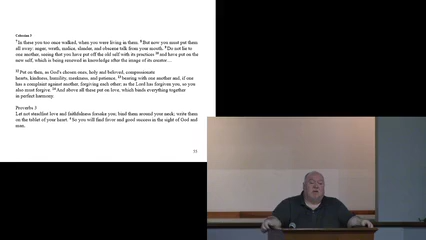 Colossians 3
7 In these you too once walked, when you were living in them. 8 But now you must put them
all away: anger, wrath, malice, slander, and obscene talk from your mouth. 9 Do not lie to
one another, seeing that you have put off the old self with its practices 10 and have put on the
new self, which is being renewed in knowledge after the image of its creator…
12 Put on then, as God's chosen ones, holy and beloved, compassionate
hearts, kindness, humility, meekness, and patience, 13 bearing with one another and, if one
has a complaint against another, forgiving each other; as the Lord has forgiven you, so you
also must forgive. 14 And above all these put on love, which binds everything together
in perfect harmony.
Proverbs 3
Let not steadfast love and faithfulness forsake you; bind them around your neck; write them
on the tablet of your heart. 4 So you will find favor and good success in the sight of God and
man.